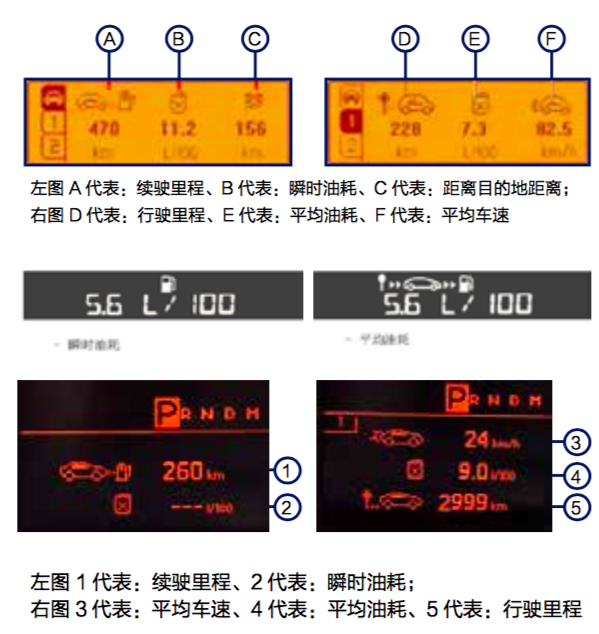 A B C D E F
1 470 11.2 156 1 228 7.3 82.5
2 km L/100 km 2 km L/100 km/h
左图 A 代表：续驶里程、B 代表：瞬时油耗、C 代表：距离目的地距离；
右图 D 代表：行驶里程、E 代表：平均油耗、F 代表：平均车速
5.6 L/100 5.6 L/100
- 瞬时油耗 - 平均油耗
P R N D M P R N D M
1
260 km 1 24 km/h 3
---l/100 2 9.0 l/100 4
2999 km 5
左图 1 代表：续驶里程、2 代表：瞬时油耗；
右图 3 代表：平均车速、4 代表：平均油耗、5 代表：行驶里程